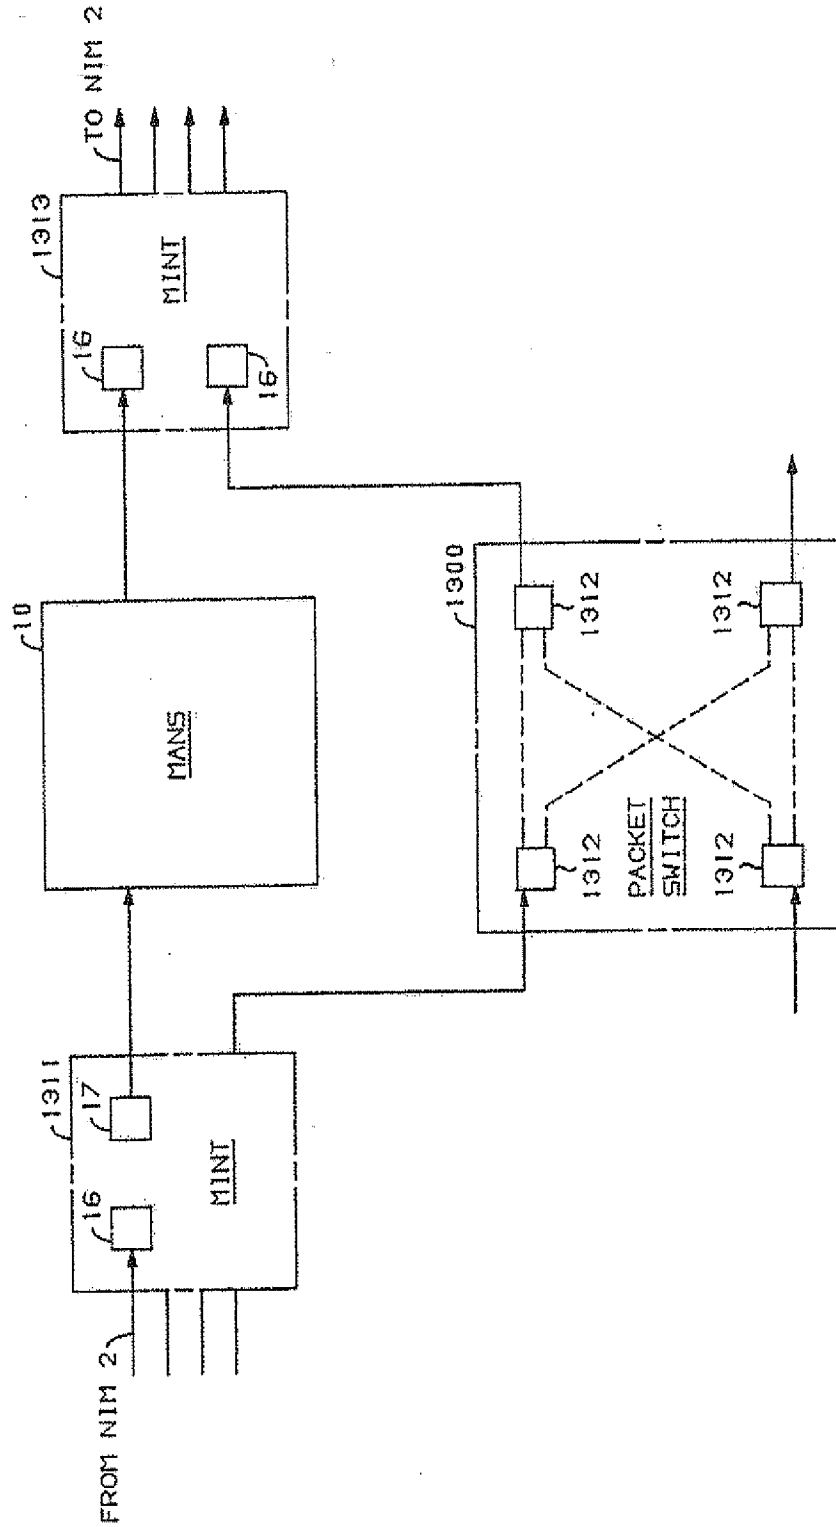 FROM NIM 2
1311
16
17
MINT
10
MANS
1313
16
16
MINT
TO NIM 2
1300
1312
1312
PACKET
SWITCH
1312
1312